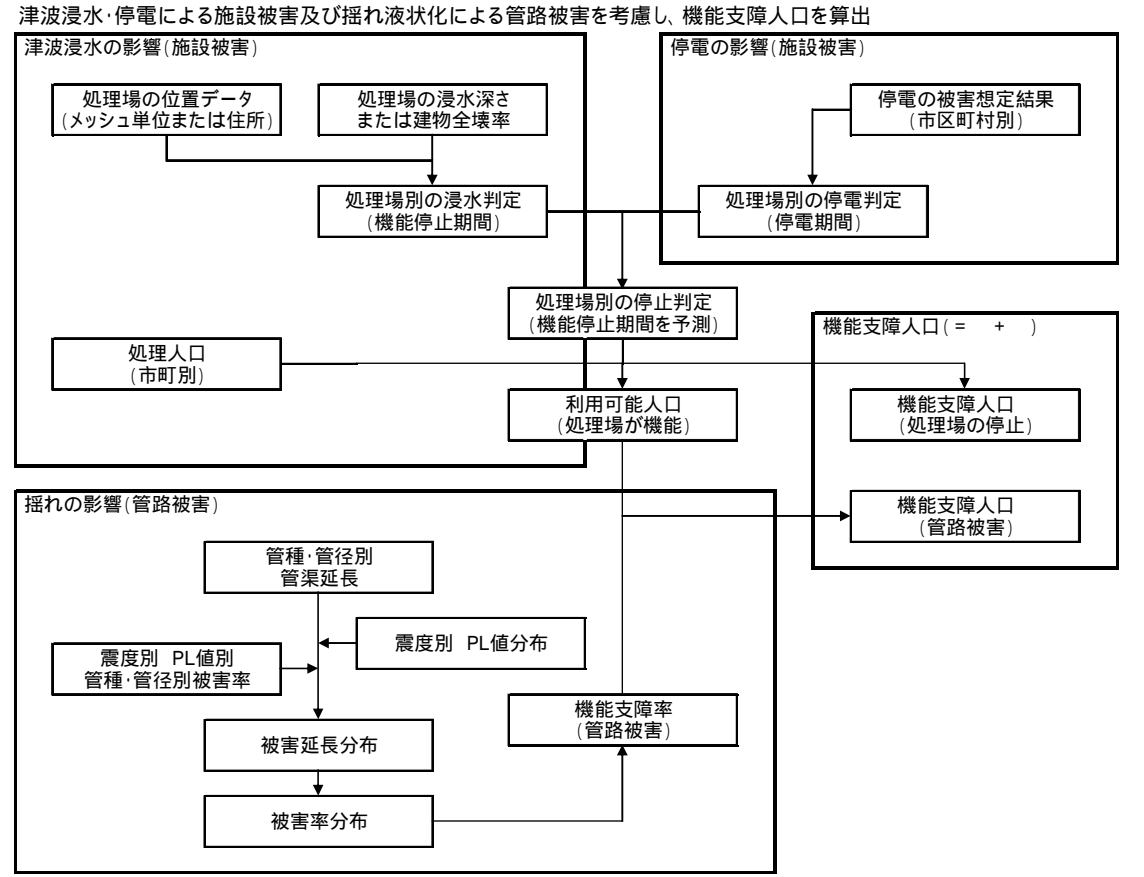 津波浸水・停電による施設被害及び揺れ液状化による管路被害を考慮し、機能支障人口を算出
津波浸水の影響(施設被害)
処理場の位置データ
(メッシュ単位または住所)
処理場の浸水深さ
または建物全壊率
処理場別の浸水判定
(機能停止期間)
停電の影響(施設被害)
停電の被害想定結果
(市区町村別)
処理場別の停電判定
(停電期間)
処理場別の停止判定
(機能停止期間を予測)
処理人口
(市町別)
利用可能人口
(処理場が機能)
機能支障人口( = + )
機能支障人口
(処理場の停止)
機能支障人口
(管路被害)
揺れの影響(管路被害)
管種・管径別
管渠延長
震度別 PL値分布
震度別 PL値別
管種・管径別被害率
被害延長分布
被害率分布
機能支障率
(管路被害)